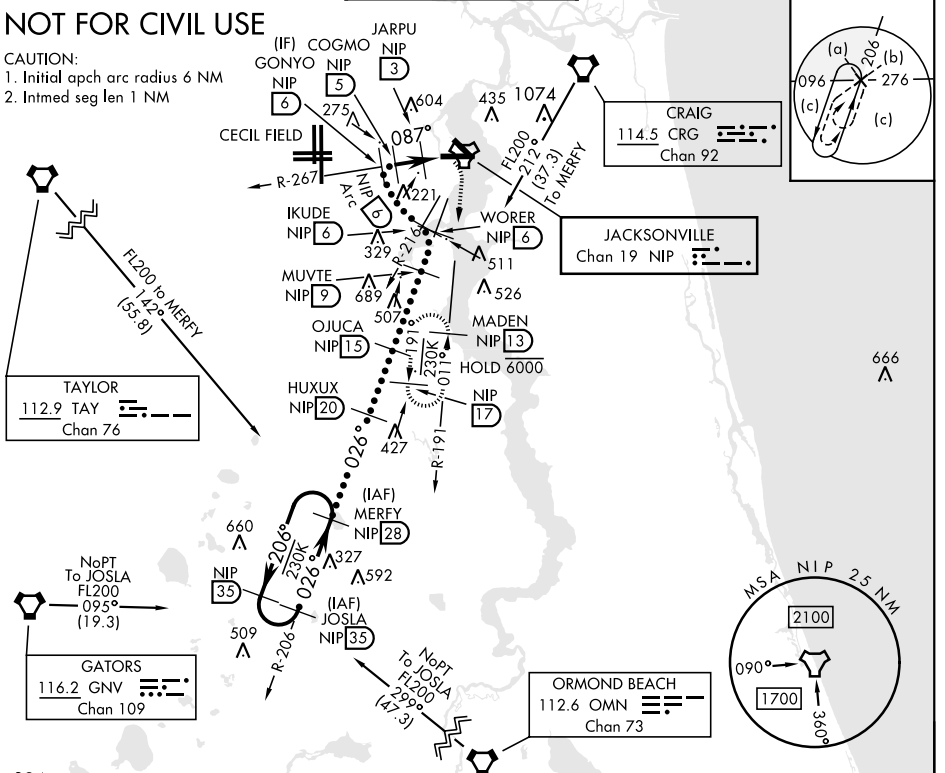 NOT FOR CIVIL USE
CAUTION:
1. Initial apch arc radius 6 NM
2. Intmed seg len 1 NM
(IF)
GONYO
NIP
6
COGMO
NIP
5
JARPU
NIP
3
275
604
435
1074
087°
CECIL FIELD
R-267
221
NIP
6
Arc
FL200
212°
(37.3)
To MERFY
CRAIG
114.5 CRG
Chan 92
(a)
206
(b)
096
276
(c)
(c)
IKUDE
NIP 6
329
R-216
WORER
NIP 6
511
JACKSONVILLE
Chan 19 NIP
MUVTE
NIP 9
689
507
526
FL200 to MERFY
142°
(55.8)
OJUCA
NIP 15
191°
230K
011°
MADEN
NIP 13
HOLD 6000
666
TAYLOR
112.9 TAY
Chan 76
HUXUX
NIP 20
NIP
17
427
R-191
026°
(IAF)
MERFY
NIP 28
660
206°
230K
026°
327
592
NIP
35
NoPT
To JOSLA
FL200
095°
(19.3)
(IAF)
JOSLA
NIP 35
509
R-206
GATORS
116.2 GNV
Chan 109
NoPT
To JOSLA
FL200
299°
(47.3)
ORMOND BEACH
112.6 OMN
Chan 73
MSA NIP 25 NM
2100
090°
1700
360°